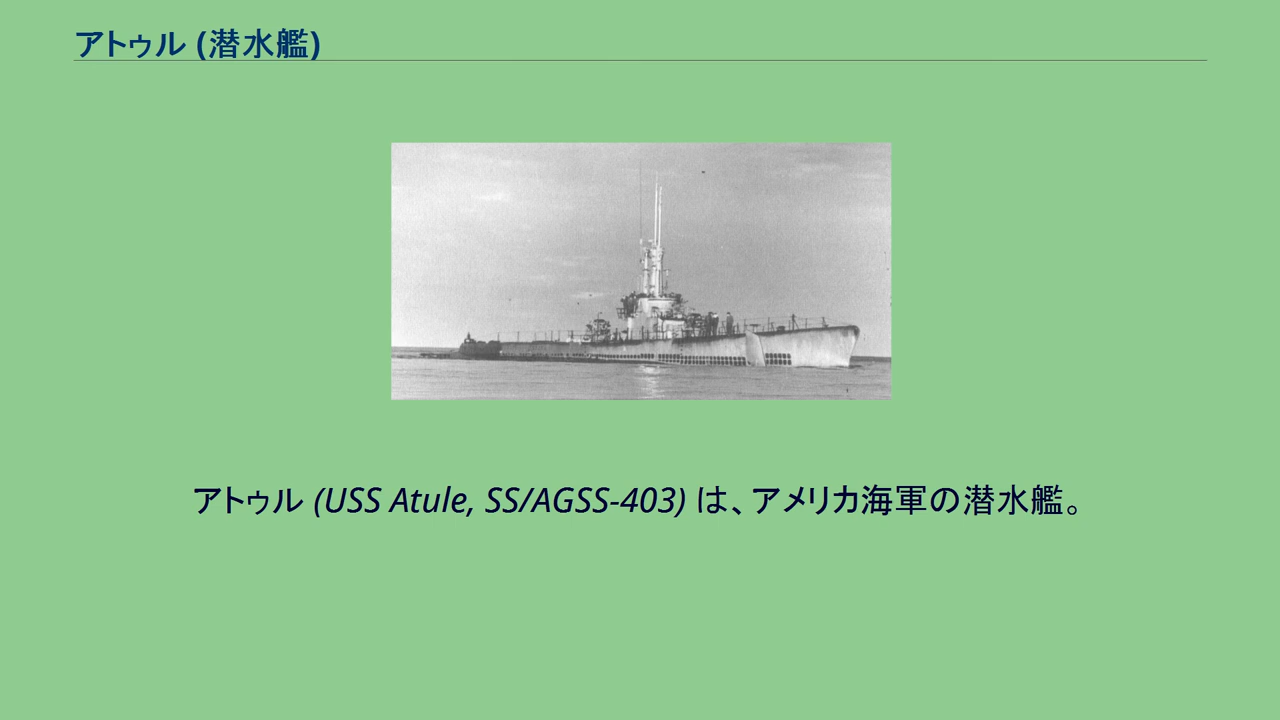 アトゥル (潜水艦)
アトゥル (USS Atule, SS/AGSS-403) は、アメリカ海軍の潜水艦。